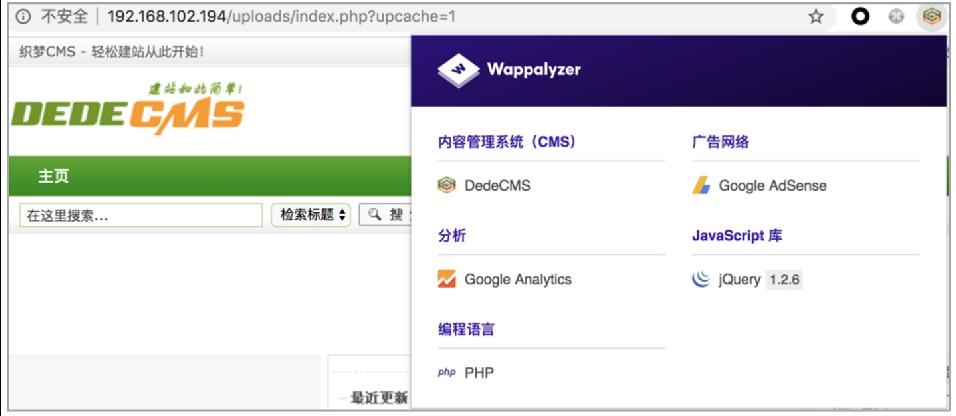 不安全 | 192.168.102.194/uploads/index.php?upcache=1
织梦CMS - 轻松建站从此开始!
建站如此简单!
DEDECMS
主页
在这里搜索...
检索标题
搜
最近更新
Wappalyzer
内容管理系统（CMS）
DedeCMS
分析
Google Analytics
编程语言
php PHP
广告网络
Google AdSense
JavaScript 库
jQuery 1.2.6